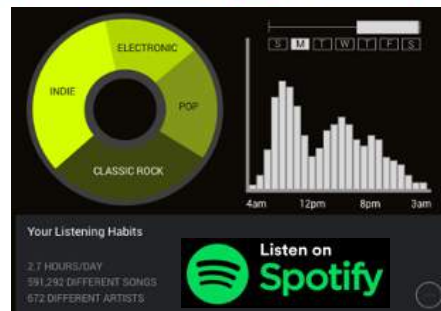 ELECTRONIC
INDIE
POP
CLASSIC ROCK
S M T W T F S
4am 12pm 8pm 3am
Your Listening Habits
2.7 HOURS/DAY
591,292 DIFFERENT SONGS
672 DIFFERENT ARTISTS
Listen on
Spotify